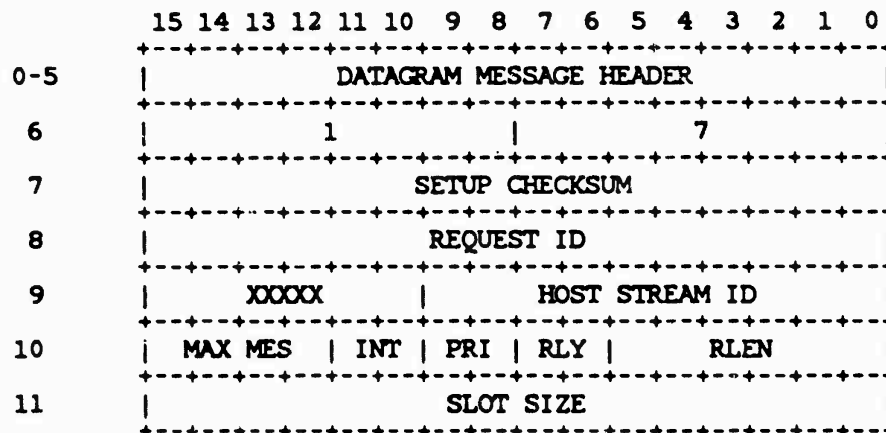 15 14 13 12 11 10 9 8 7 6 5 4 3 2 1 0
+--+--+--+--+--+--+--+--+--+--+--+--+--+--+--+--+
0-5 | DATAGRAM MESSAGE HEADER |
+--+--+--+--+--+--+--+--+--+--+--+--+--+--+--+--+
6 | 1 | 7
+--+--+--+--+--+--+--+--+--+--+--+--+--+--+--+--+
7 | SETUP CHECKSUM
+--+--+--+--+--+--+--+--+--+--+--+--+--+--+--+--+
8 | REQUEST ID
+--+--+--+--+--+--+--+--+--+--+--+--+--+--+--+--+
9 | XXXXX | HOST STREAM ID
+--+--+--+--+--+--+--+--+--+--+--+--+--+--+--+--+
10 | MAX MES | INT | PRI | RLY | RLEN
+--+--+--+--+--+--+--+--+--+--+--+--+--+--+--+--+
11 | SLOT SIZE
+--+--+--+--+--+--+--+--+--+--+--+--+--+--+--+--+